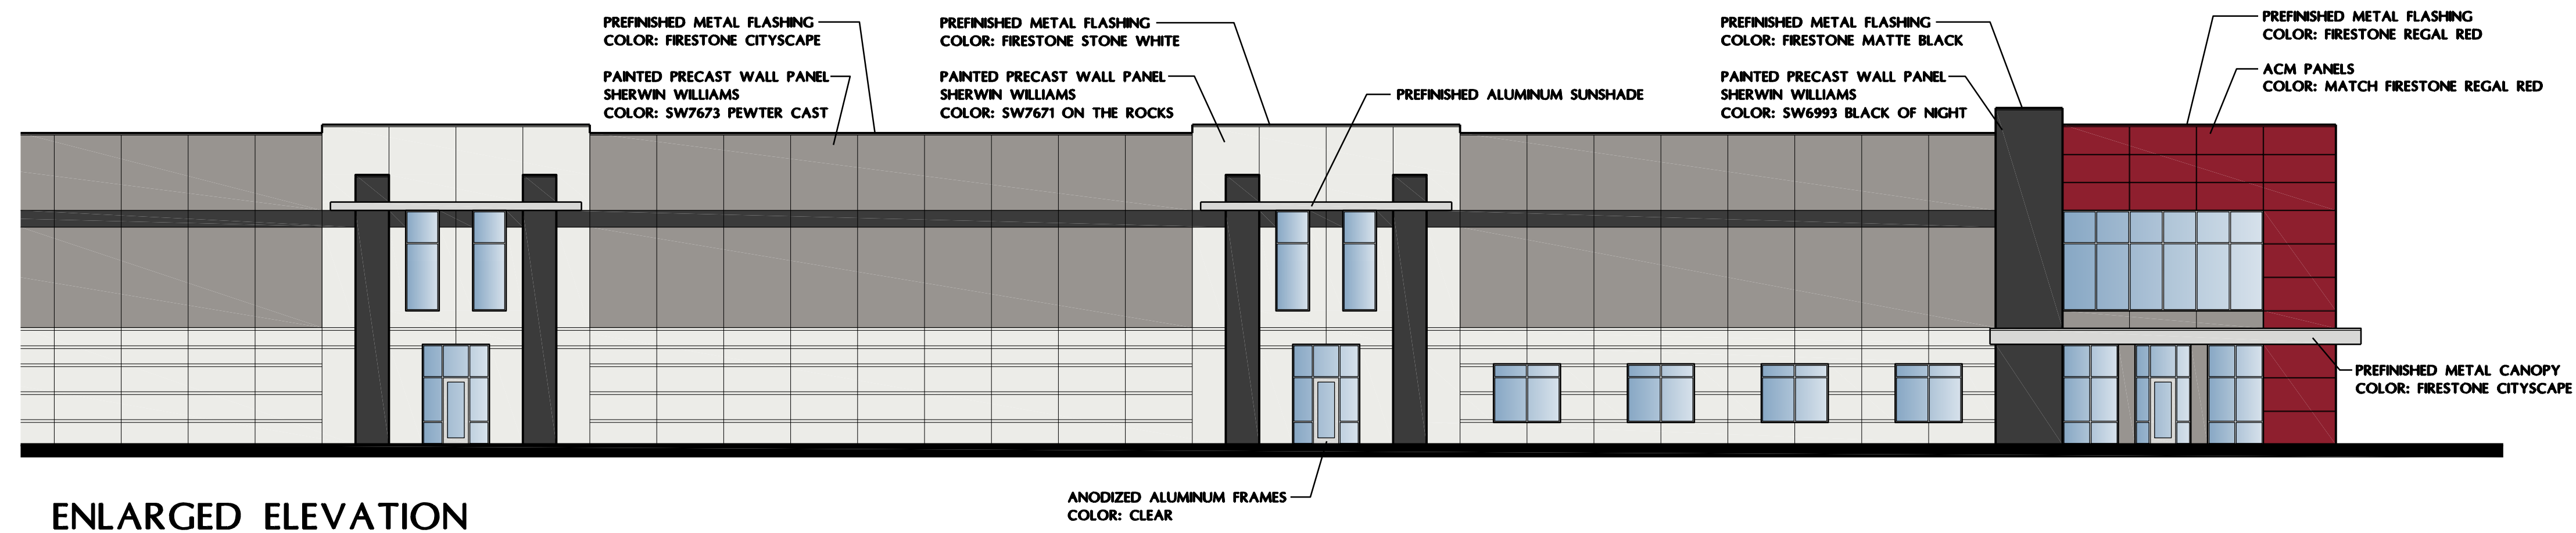 PREFINISHED METAL FLASHING
COLOR: FIRESTONE CITYSCAPE
PAINTED PRECAST WALL PANEL
SHERWIN WILLIAMS
COLOR: SW7673 PEWTER CAST
PREFINISHED METAL FLASHING
COLOR: FIRESTONE STONE WHITE
PAINTED PRECAST WALL PANEL
SHERWIN WILLIAMS
COLOR: SW7671 ON THE ROCKS
PREFINISHED ALUMINUM SUNSHADE
PREFINISHED METAL FLASHING
COLOR: FIRESTONE MATTE BLACK
PAINTED PRECAST WALL PANEL
SHERWIN WILLIAMS
COLOR: SW6993 BLACK OF NIGHT
PREFINISHED METAL FLASHING
COLOR: FIRESTONE REGAL RED
ACM PANELS
COLOR: MATCH FIRESTONE REGAL RED
PREFINISHED METAL CANOPY
COLOR: FIRESTONE CITYSCAPE
ANODIZED ALUMINUM FRAMES
COLOR: CLEAR
ENLARGED ELEVATION